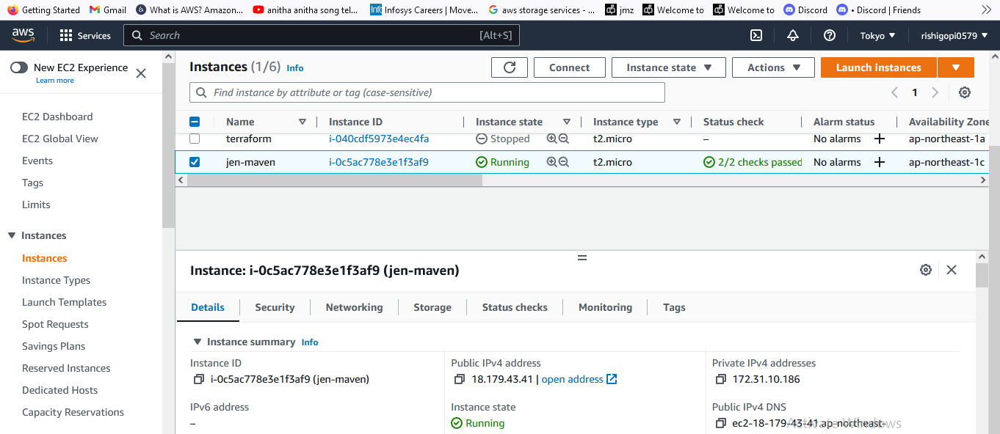 Getting Started Gmail What is AWS? Amazon... anitha anitha song tel... Infosys Careers | Move... aws storage services - ... jmz Welcome to Welcome to Discord • Discord | Friends
aws Services Search [Alt+S] Tokyo rishigopi0579
New EC2 Experience
Learn more
EC2 Dashboard
EC2 Global View
Events
Tags
Limits
Instances
Instances
Instance Types
Launch Templates
Spot Requests
Savings Plans
Reserved Instances
Dedicated Hosts
Capacity Reservations
Instances (1/6) Info Connect Instance state Actions Launch instances
Find instance by attribute or tag (case-sensitive) 1
Name Instance ID Instance state Instance type Status check Alarm status Availability Zone
terraform i-040cdf5973e4ec4fa Stopped t2.micro – No alarms ap-northeast-1a
jen-maven i-0c5ac778e3e1f3af9 Running t2.micro 2/2 checks passed No alarms ap-northeast-1c
Instance: i-0c5ac778e3e1f3af9 (jen-maven)
Details Security Networking Storage Status checks Monitoring Tags
Instance summary Info
Instance ID Public IPv4 address Private IPv4 addresses
i-0c5ac778e3e1f3af9 (jen-maven) 18.179.43.41 | open address 172.31.10.186
IPv6 address Instance state Public IPv4 DNS
– Running ec2-18-179-43-41.ap-northeast-
Activate Windows